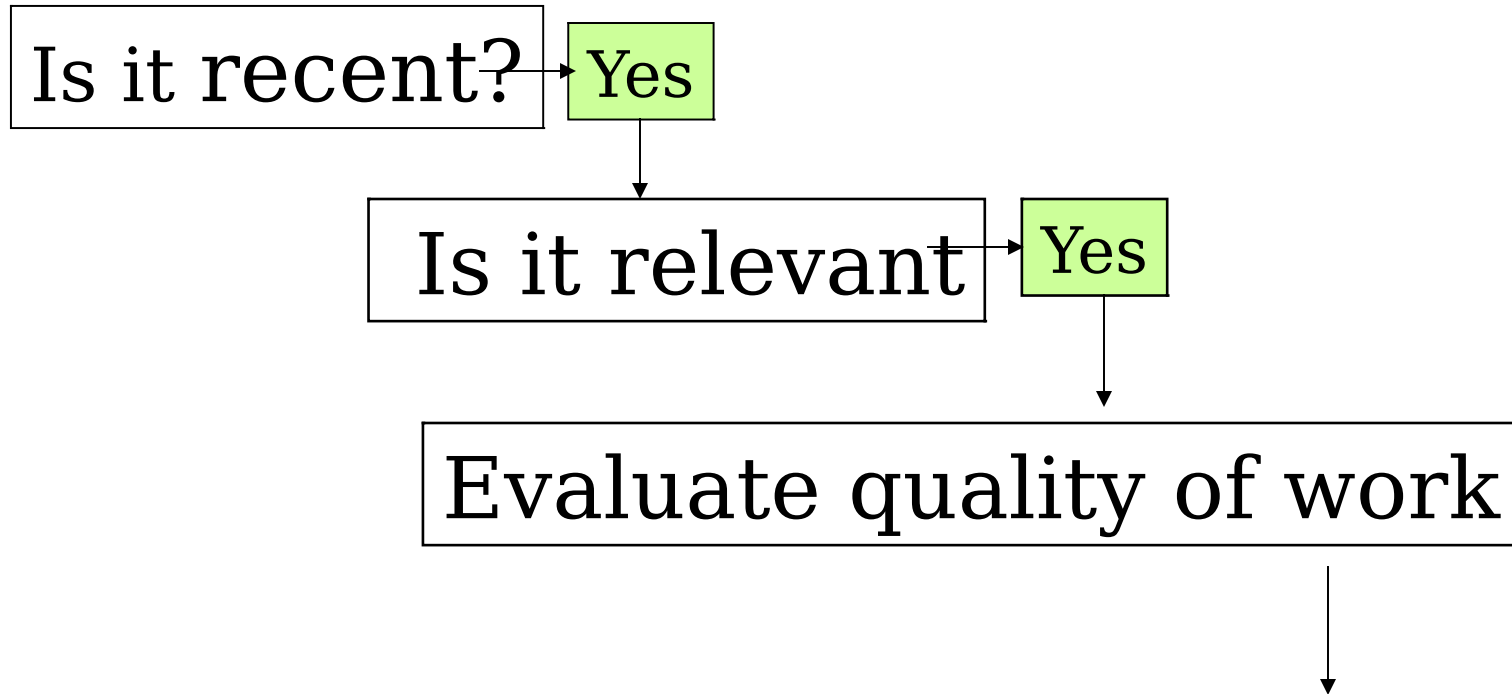 Is it recent?
Yes
Is it relevant
Yes
Evaluate quality of work